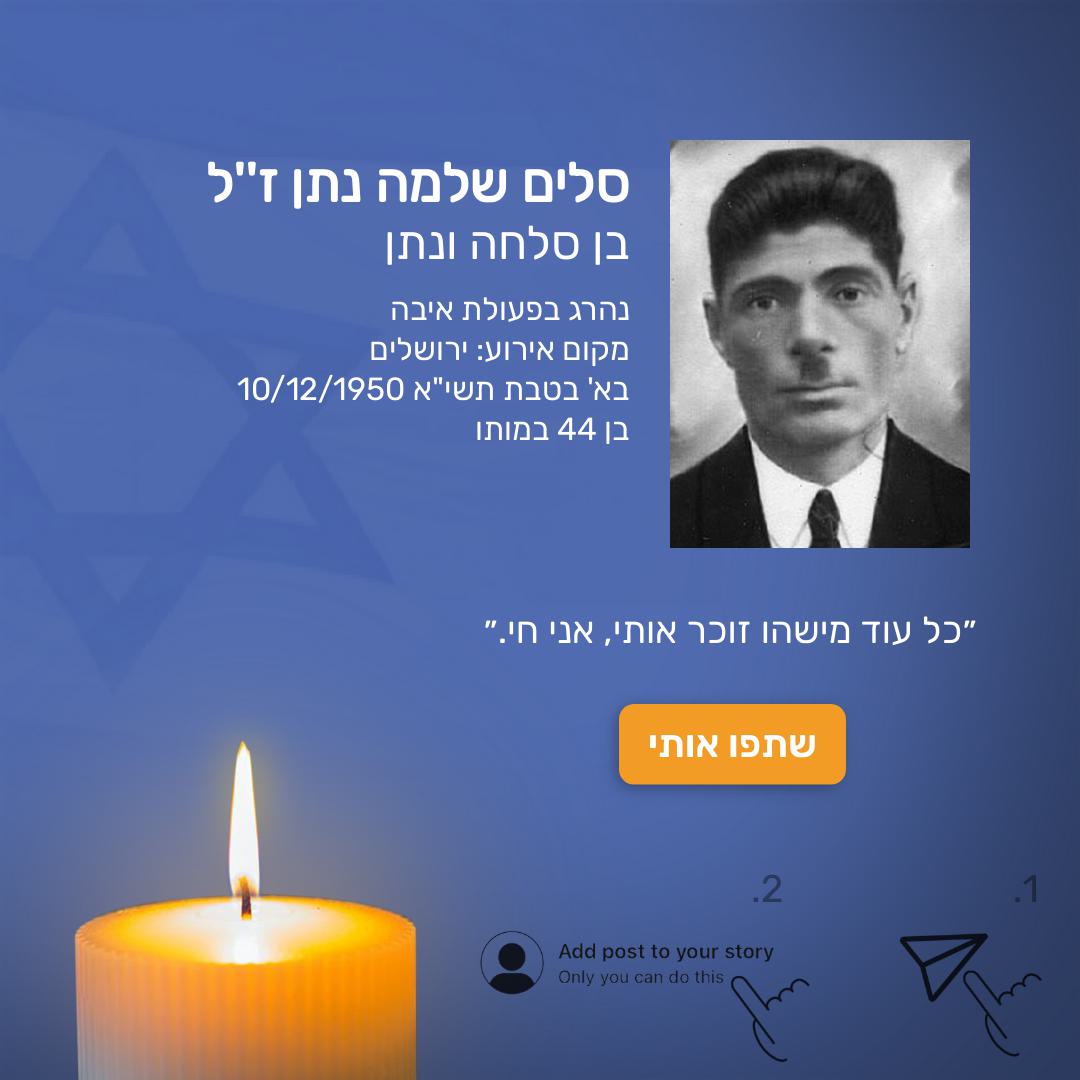 סלים שלמה נתן ז"ל
בן סלחה ונתן
נהרג בפעולת איבה
מקום אירוע: ירושלים
בא' בטבת תשי"א 10/12/1950
בן 44 במותו
״כל עוד מישהו זוכר אותי, אני חי.״
שתפו אותי
1.
2.
Add post to your story
Only you can do this